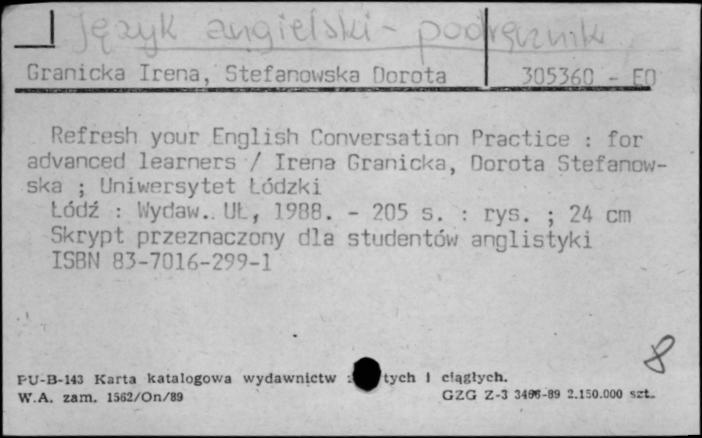 język angielski - podręcznik
Granicka Irena, Stefanowska Dorota 305360 - EO
Refresh your English Conversation Practice : for
advanced learners / Irena Granicka, Dorota Stefanow-
ska ; Uniwersytet Łódzki
Łódź : Wydaw. UŁ, 1988. - 205 s. : rys. ; 24 cm
Skrypt przeznaczony dla studentów anglistyki
ISBN 83-7016-299-1
8
PU-B-143 Karta katalogowa wydawnictw tych i ciągłych.
W.A. zam. 1562/On/89 GZG Z-3 -89 2.150.000 szt.